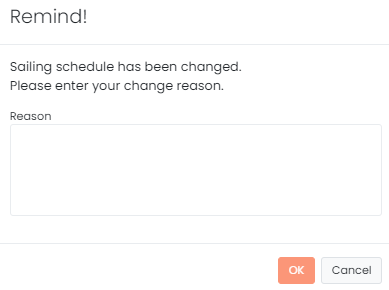 Remind!
Sailing schedule has been changed.
Please enter your change reason.
Reason
OK
Cancel